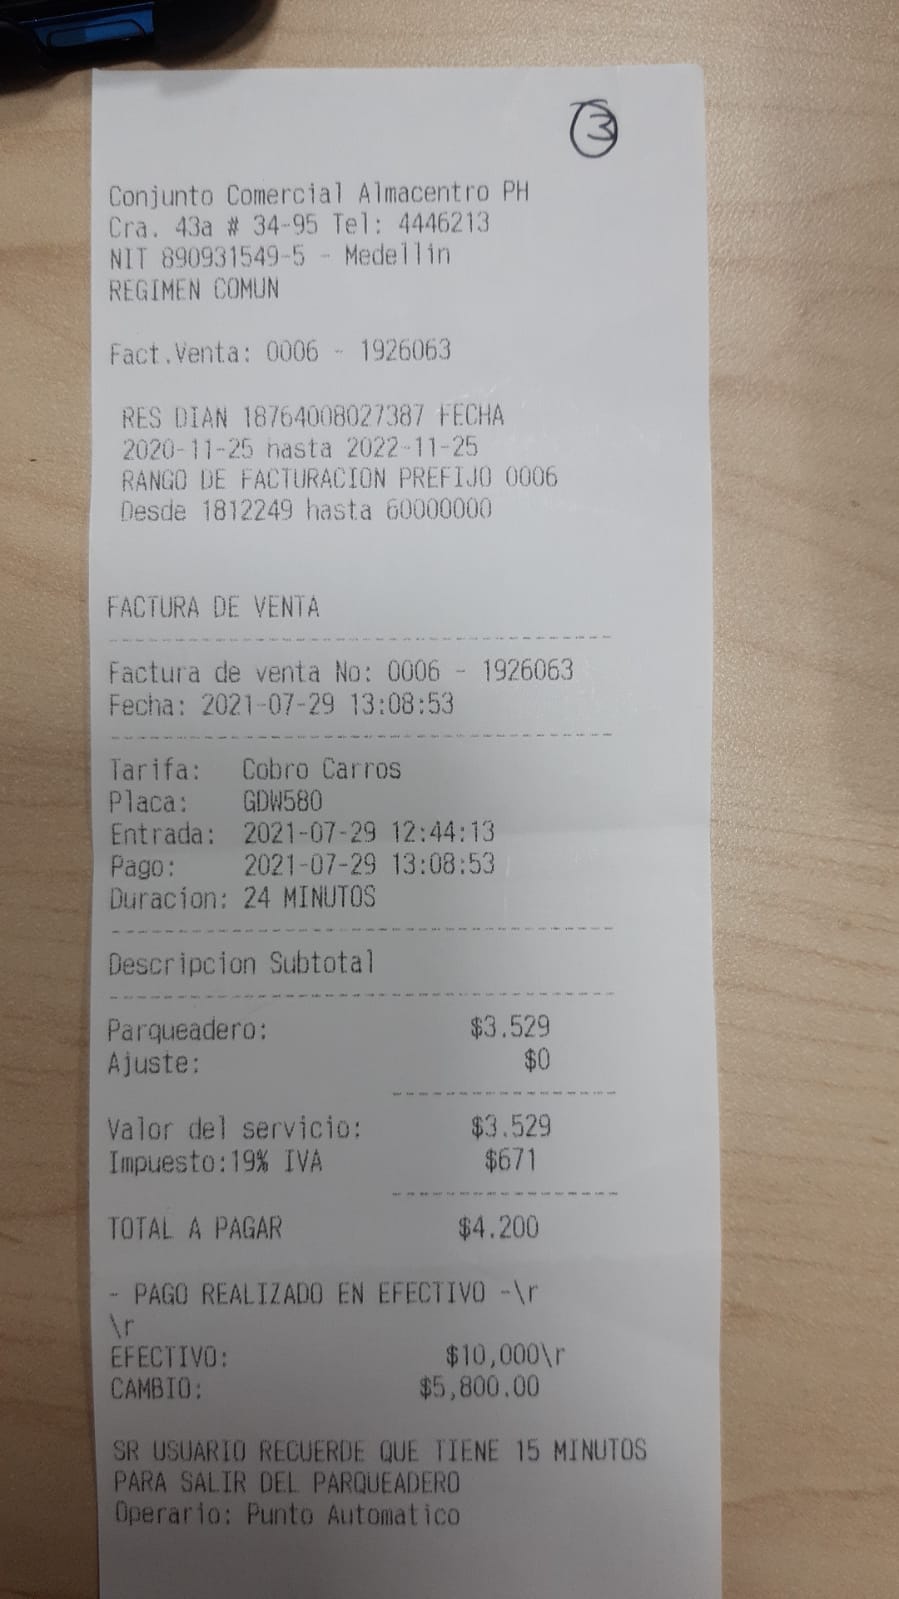 3
Conjunto Comercial Almacentro PH
Cra. 43a # 34-95 Tel: 4446213
NIT 890931549-5 - Medellin
REGIMEN COMUN
Fact.Venta: 0006 - 1926063
RES DIAN 18764008027387 FECHA
2020-11-25 hasta 2022-11-25
RANGO DE FACTURACION PREFIJO 0006
Desde 1812249 hasta 60000000
FACTURA DE VENTA
Factura de venta No: 0006 - 1926063
Fecha: 2021-07-29 13:08:53
Tarifa: Cobro Carros
Placa: GDW580
Entrada: 2021-07-29 12:44:13
Pago: 2021-07-29 13:08:53
Duracion: 24 MINUTOS
Descripcion Subtotal
Parqueadero: $3.529
Ajuste: $0
Valor del servicio: $3.529
Impuesto:19% IVA $671
TOTAL A PAGAR $4.200
- PAGO REALIZADO EN EFECTIVO -\r
\r
EFECTIVO: $10,000\r
CAMBIO: $5,800.00
SR USUARIO RECUERDE QUE TIENE 15 MINUTOS
PARA SALIR DEL PARQUEADERO
Operario: Punto Automatico